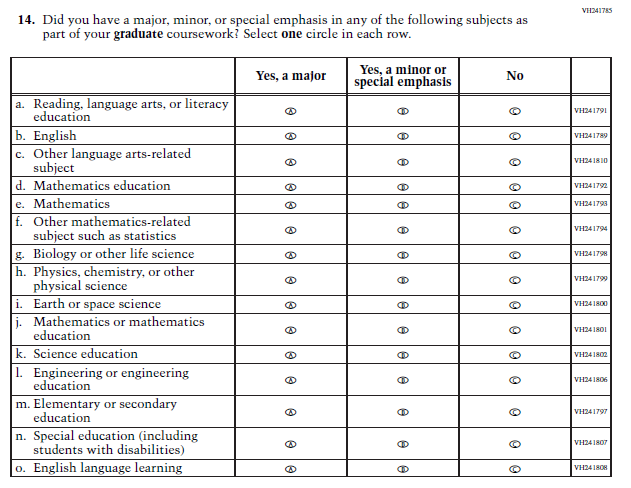 VH241785
14. Did you have a major, minor, or special emphasis in any of the following subjects as
part of your graduate coursework? Select one circle in each row.
Yes, a major
Yes, a minor or
special emphasis
No
a. Reading, language arts, or literacy
education
A B C VH241791
b. English A B C VH241789
c. Other language arts-related
subject
A B C VH241810
d. Mathematics education A B C VH241792
e. Mathematics A B C VH241793
f. Other mathematics-related
subject such as statistics
A B C VH241794
g. Biology or other life science A B C VH241798
h. Physics, chemistry, or other
physical science
A B C VH241799
i. Earth or space science A B C VH241800
j. Mathematics or mathematics
education
A B C VH241801
k. Science education A B C VH241802
l. Engineering or engineering
education
A B C VH241806
m. Elementary or secondary
education
A B C VH241797
n. Special education (including
students with disabilities)
A B C VH241807
o. English language learning A B C VH241808